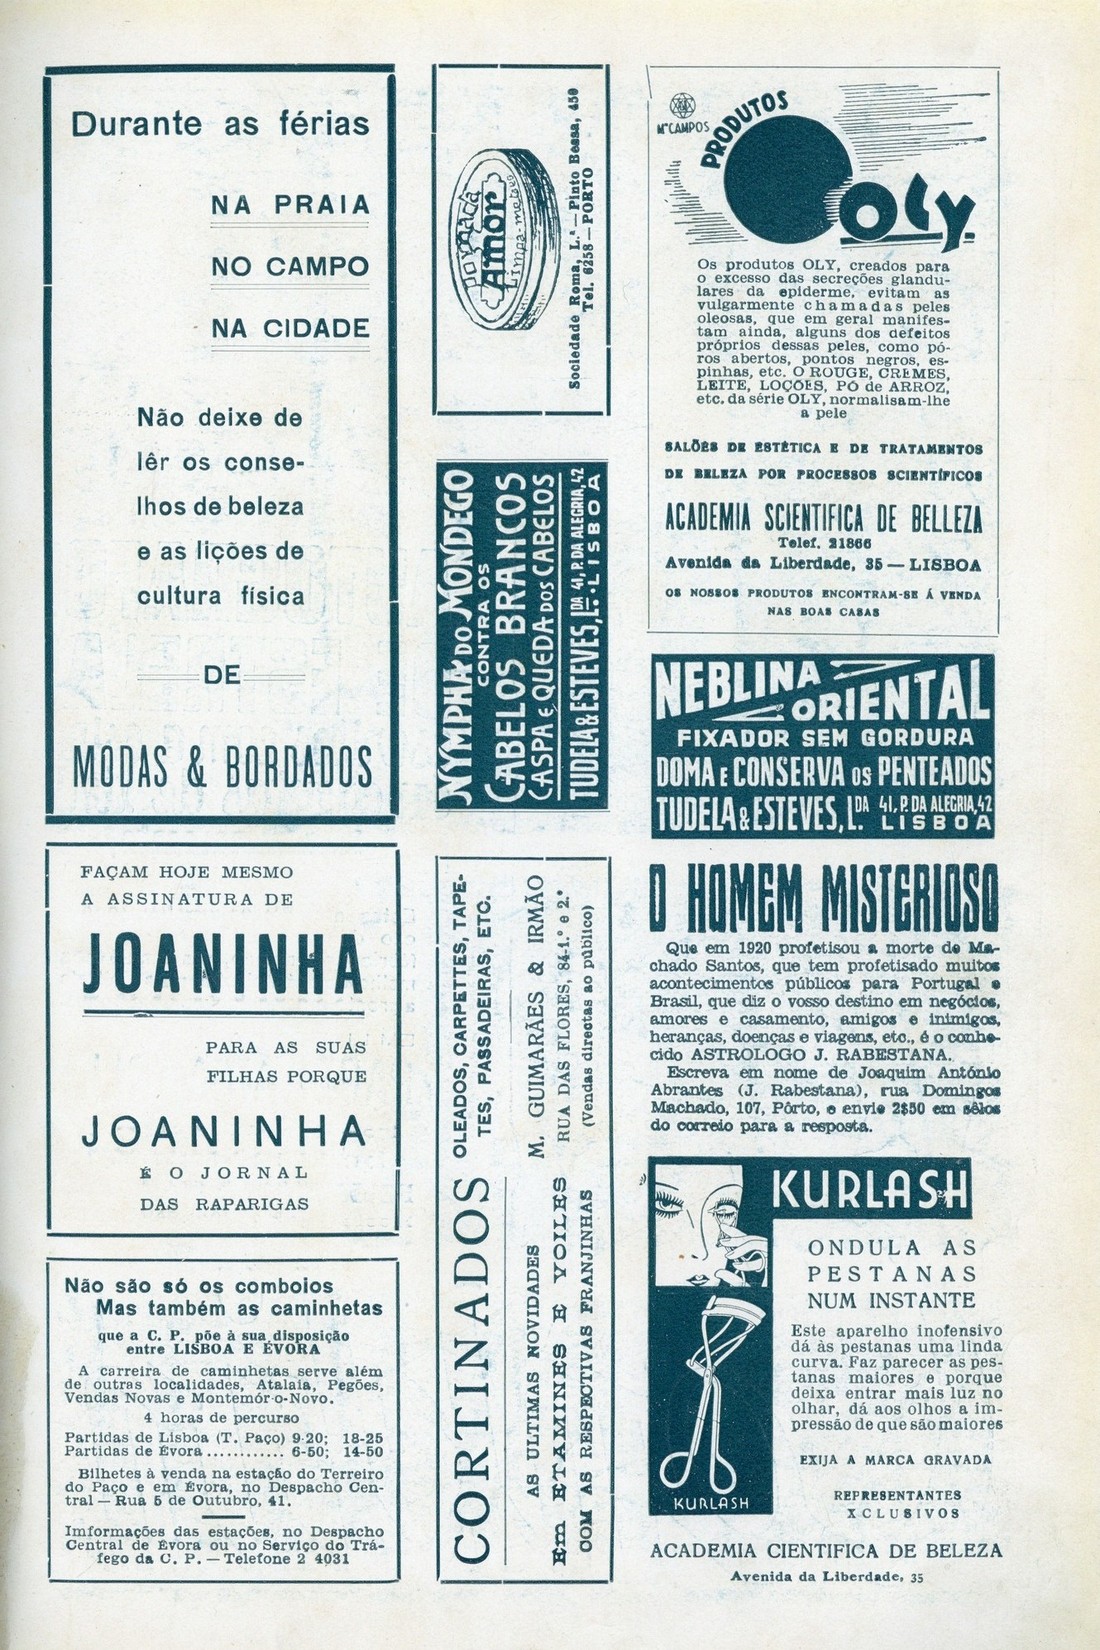 Durante as férias
NA PRAIA
NO CAMPO
NA CIDADE
Não deixe de
lêr os conse-
lhos de beleza
e as lições de
cultura física
DE
MODAS & BORDADOS
FAÇAM HOJE MESMO
A ASSINATURA DE
JOANINHA
PARA AS SUAS
FILHAS PORQUE
JOANINHA
É O JORNAL
DAS RAPARIGAS
Não são só os comboios
Mas também as caminhetas
que a C. P. põe à sua disposição
entre LISBOA E ÉVORA
A carreira de caminhetas serve além
de outras localidades, Atalaia, Pegões,
Vendas Novas e Montemór-o-Novo.
4 horas de percurso
Partidas de Lisboa (T. Paço) 9-20; 18-25
Partidas de Évora ............ 6-50; 14-50
Bilhetes à venda na estação do Terreiro
do Paço e em Évora, no Despacho Cen-
tral — Rua 5 de Outubro, 41.
Imformações das estações, no Despacho
Central de Évora ou no Serviço do Trá-
fego da C. P. — Telefone 2 4031
Pomada
Amor
Limpa-metaes
Sociedade Roma, L.ª — Pinto Bessa, 450
Tel. 6258 — PORTO
NYMPHA DO MONDEGO
CONTRA OS
CABELOS BRANCOS
CASPA E QUEDA DOS CABELOS
TUDELA & ESTEVES, LDA 41, P. DA ALEGRIA, 42
LISBOA
CORTINADOS
OLEADOS, CARPETTES, TAPE-
TES, PASSADEIRAS, ETC.
AS ULTIMAS NOVIDADES
Em ETAMINES E VOILES
COM AS RESPECTIVAS FRANJINHAS
M. GUIMARÃES & IRMÃO
RUA DAS FLORES, 84-1.º e 2.º
(Vendas directas ao público)
Mme CAMPOS
PRODUTOS
OLY
Os produtos OLY, creados para
o excesso das secreções glandu-
lares da epiderme, evitam as
vulgarmente chamadas peles
oleosas, que em geral manifes-
tam ainda, alguns dos defeitos
próprios dessas peles, como pó-
ros abertos, pontos negros, es-
pinhas, etc. O ROUGE, CREMES,
LEITE, LOÇÕES, PÓ de ARROZ,
etc. da série OLY, normalisam-lhe
a pele
SALÕES DE ESTÉTICA E DE TRATAMENTOS
DE BELEZA POR PROCESSOS SCIENTÍFICOS
ACADEMIA SCIENTIFICA DE BELLEZA
Telef. 21866
Avenida da Liberdade, 35 — LISBOA
OS NOSSOS PRODUTOS ENCONTRAM-SE Á VENDA
NAS BOAS CASAS
NEBLINA
ORIENTAL
FIXADOR SEM GORDURA
DOMA E CONSERVA OS PENTEADOS
TUDELA & ESTEVES, L.DA 41, P. DA ALEGRIA, 42
LISBOA
O HOMEM MISTERIOSO
Que em 1920 profetisou a morte de Ma-
chado Santos, que tem profetisado muitos
acontecimentos públicos para Portugal e
Brasil, que diz o vosso destino em negócios,
amores e casamento, amigos e inimigos,
heranças, doenças e viagens, etc., é o conhe-
cido ASTROLOGO J. RABESTANA.
Escreva em nome de Joaquim António
Abrantes (J. Rabestana), rua Domingos
Machado, 107, Pôrto, e envie 2$50 em sêlos
do correio para a resposta.
KURLASH
ONDULA AS
PESTANAS
NUM INSTANTE
Este aparelho inofensivo
dá às pestanas uma linda
curva. Faz parecer as pes-
tanas maiores e porque
deixa entrar mais luz no
olhar, dá aos olhos a im-
pressão de que são maiores
EXIJA A MARCA GRAVADA
REPRESENTANTES
XCLUSIVOS
KURLASH
ACADEMIA CIENTIFICA DE BELEZA
Avenida da Liberdade, 35